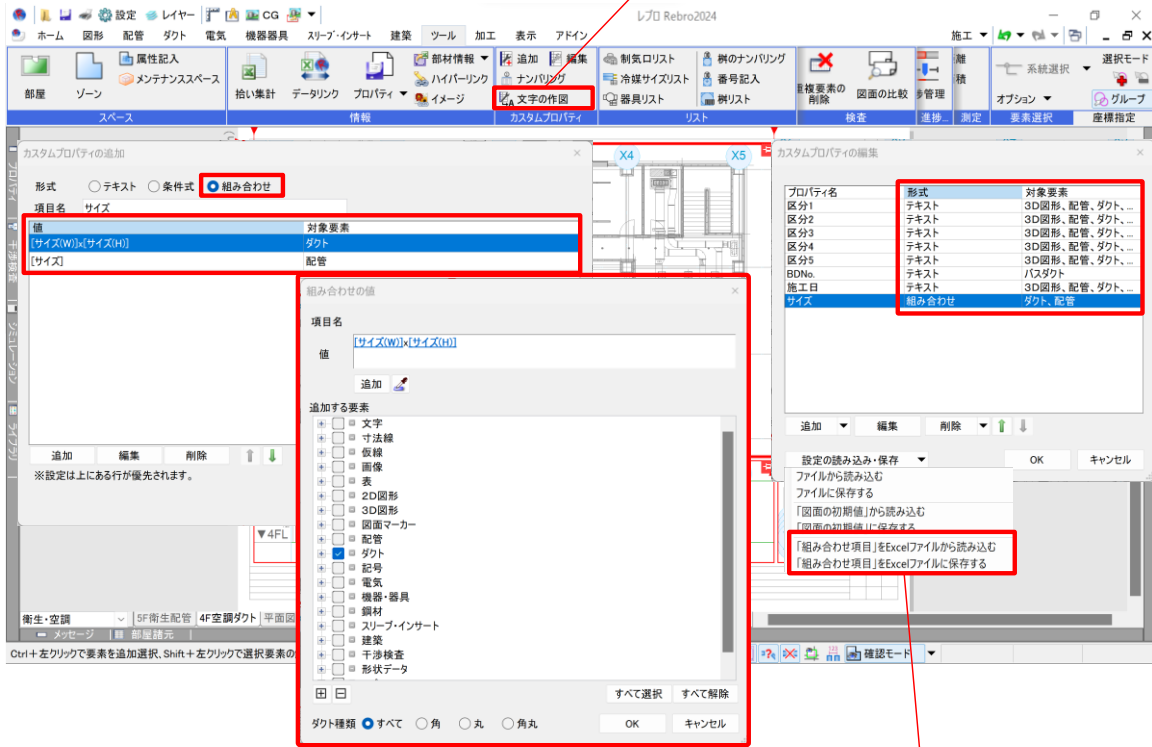 設定 レイヤー CG レブロ Rebro2024
ホーム 図形 配管 ダクト 電気 機器器具 スリーブ・インサート 建築 ツール 加工 表示 アドイン 施工
部屋 ゾーン 属性記入 メンテナンススペース
スペース
拾い集計 データリンク プロパティ 部材情報 ハイパーリンク イメージ
情報
追加 編集 ナンバリング 文字の作図
カスタムプロパティ
制気口リスト 冷媒サイズリスト 器具リスト 桝のナンバリング 番号記入 桝リスト
リスト
重複要素の削除 図面の比較
検査
歩管理
進捗...
離
積
測定
系統選択 オプション
要素選択
選択モード
グループ
座標指定
カスタムプロパティの追加
形式 テキスト 条件式 組み合わせ
項目名 サイズ
値 対象要素
[サイズ(W)]x[サイズ(H)] ダクト
[サイズ] 配管
追加 編集 削除
※設定は上にある行が優先されます。
X4 X5
組み合わせの値
項目名
値 [サイズ(W)]x[サイズ(H)]
追加
追加する要素
文字
寸法線
仮線
画像
表
2D図形
3D図形
図面マーカー
配管
ダクト
記号
電気
機器・器具
鋼材
スリーブ・インサート
建築
干渉検査
形状データ
すべて選択 すべて解除
ダクト種類 すべて 角 丸 角丸
OK キャンセル
カスタムプロパティの編集
プロパティ名 形式 対象要素
区分1 テキスト 3D図形、配管、ダクト、...
区分2 テキスト 3D図形、配管、ダクト、...
区分3 テキスト 3D図形、配管、ダクト、...
区分4 テキスト 3D図形、配管、ダクト、...
区分5 テキスト 3D図形、配管、ダクト、...
BDNo. テキスト バスダクト
施工日 テキスト 3D図形、配管、ダクト、...
サイズ 組み合わせ ダクト、配管
追加 編集 削除
設定の読み込み・保存 OK キャンセル
ファイルから読み込む
ファイルに保存する
「図面の初期値」から読み込む
「図面の初期値」に保存する
「組み合わせ項目」をExcelファイルから読み込む
「組み合わせ項目」をExcelファイルに保存する
▼4FL
衛生・空調 5F衛生配管 4F空調ダクト 平面図
メッセージ 部屋諸元
Ctrl+左クリックで要素を追加選択、Shift+左クリックで選択要素の
確認モード
プロパティ
シミュレーション